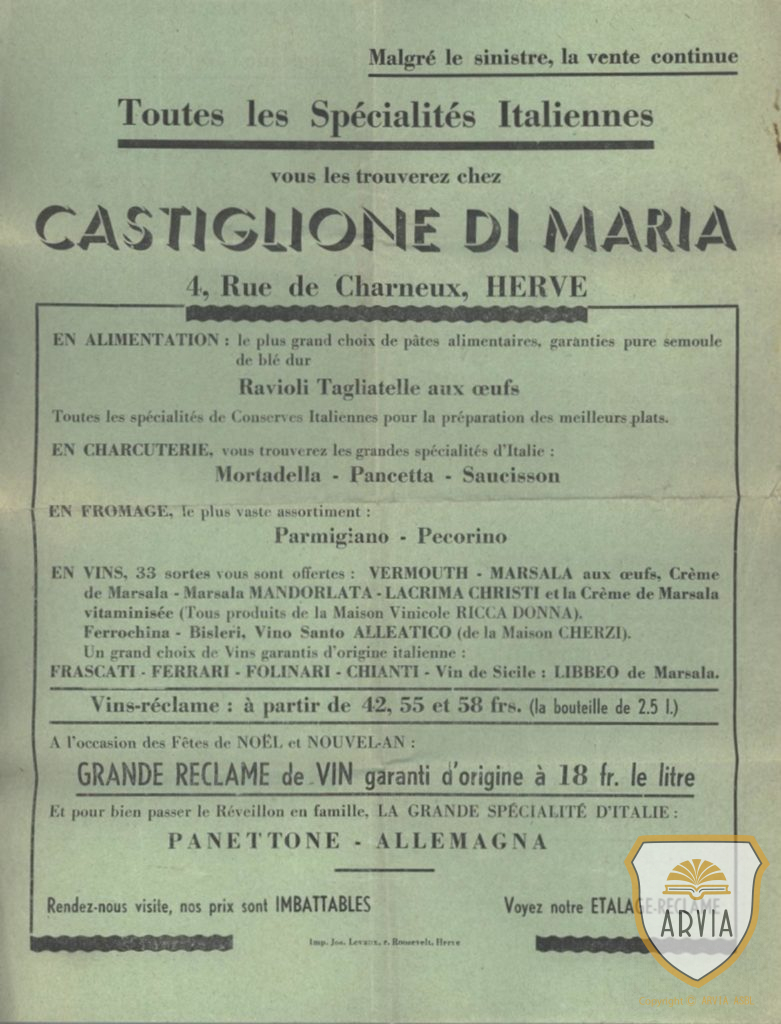 Malgré le sinistre, la vente continue
Toutes les Spécialités Italiennes
vous les trouverez chez
CASTIGLIONE DI MARIA
4, Rue de Charneux, HERVE
EN ALIMENTATION : le plus grand choix de pâtes alimentaires, garanties pure semoule
de blé dur
Ravioli Tagliatelle aux œufs
Toutes les spécialités de Conserves Italiennes pour la préparation des meilleurs plats.
EN CHARCUTERIE, vous trouverez les grandes spécialités d'Italie :
Mortadella - Pancetta - Saucisson
EN FROMAGE, le plus vaste assortiment :
Parmigiano - Pecorino
EN VINS, 33 sortes vous sont offertes : VERMOUTH - MARSALA aux œufs, Crème
de Marsala - Marsala MANDORLATA - LACRIMA CHRISTI et la Crème de Marsala
vitaminisée (Tous produits de la Maison Vinicole RICCA DONNA).
Ferrochina - Bisleri, Vino Santo ALLEATICO (de la Maison CHERZI).
Un grand choix de Vins garantis d'origine italienne :
FRASCATI - FERRARI - FOLINARI - CHIANTI - Vin de Sicile : LIBBEO de Marsala.
Vins-réclame : à partir de 42, 55 et 58 frs. (la bouteille de 2.5 l.)
A l'occasion des Fêtes de NOËL et NOUVEL-AN :
GRANDE RECLAME de VIN garanti d'origine à 18 fr. le litre
Et pour bien passer le Réveillon en famille, LA GRANDE SPÉCIALITÉ D'ITALIE :
PANETTONE - ALLEMAGNA
Rendez-nous visite, nos prix sont IMBATTABLES
Voyez notre ETALAGE-RECLAME
Imp. Jos. Levaux, r. Roosevelt, Herve
ARVIA